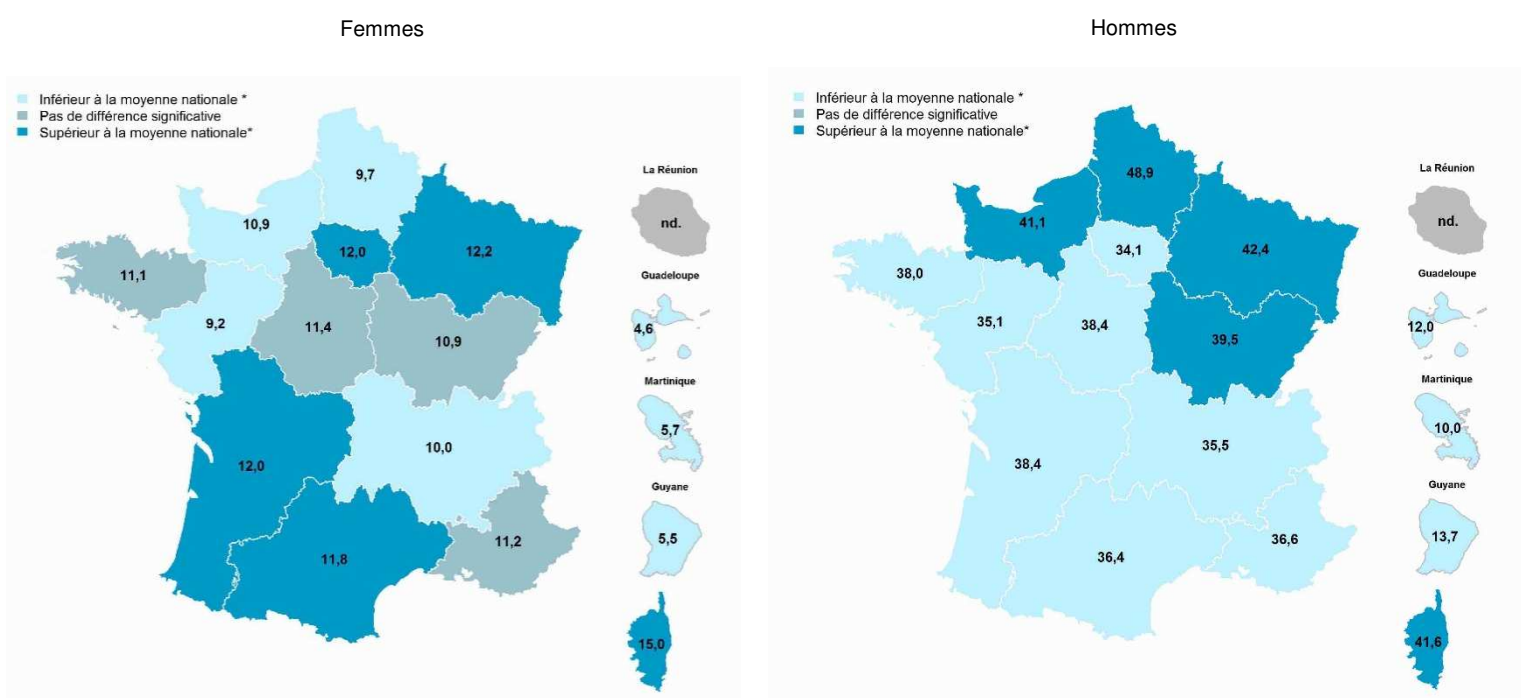 Femmes
Inférieur à la moyenne nationale *
Pas de différence significative
Supérieur à la moyenne nationale*
9,7
10,9
12,0
12,2
11,1
9,2
11,4
10,9
10,0
12,0
11,8
11,2
La Réunion
nd.
Guadeloupe
4,6
Martinique
5,7
Guyane
5,5
15,0
Hommes
Inférieur à la moyenne nationale *
Pas de différence significative
Supérieur à la moyenne nationale*
48,9
41,1
34,1
42,4
38,0
35,1
38,4
39,5
35,5
38,4
36,4
36,6
La Réunion
nd.
Guadeloupe
12,0
Martinique
10,0
Guyane
13,7
41,6